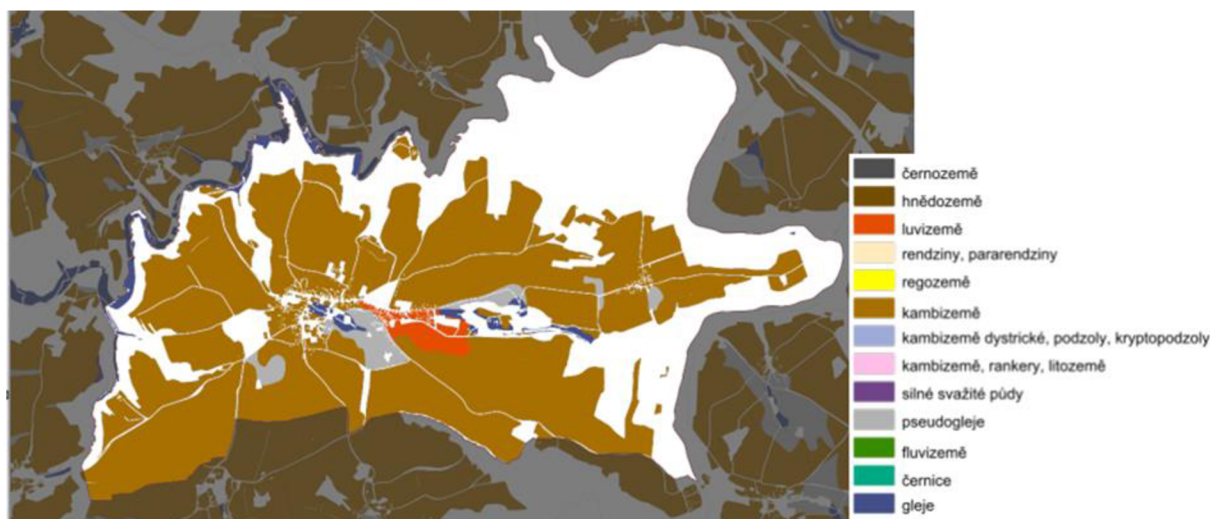 černozemě
hnědozemě
luvizemě
rendziny, pararendziny
regozemě
kambizemě
kambizemě dystrické, podzoly, kryptopodzoly
kambizemě, rankery, litozemě
silné svažité půdy
pseudogleje
fluvizemě
černice
gleje